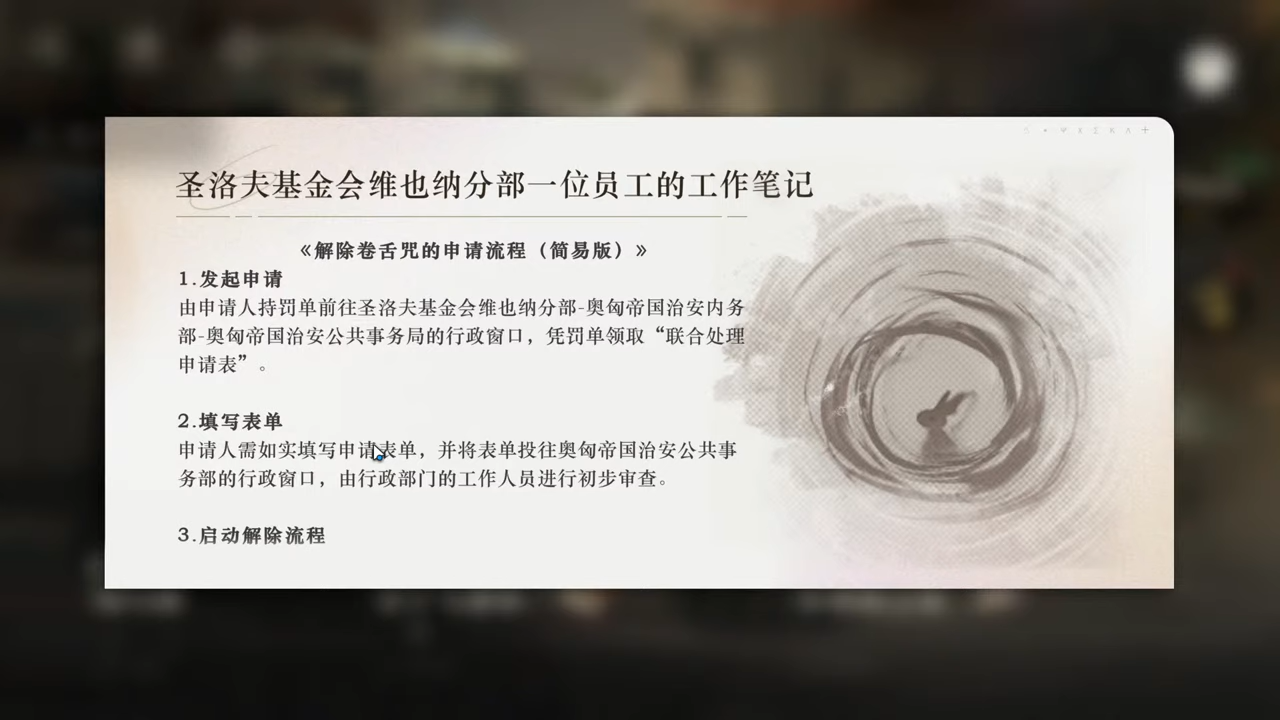 圣洛夫基金会维也纳分部一位员工的工作笔记
《解除卷舌咒的申请流程（简易版）》
1.发起申请
由申请人持罚单前往圣洛夫基金会维也纳分部-奥匈帝国治安内务
部-奥匈帝国治安公共事务局的行政窗口，凭罚单领取“联合处理
申请表”。
2.填写表单
申请人需如实填写申请表单，并将表单投往奥匈帝国治安公共事
务部的行政窗口，由行政部门的工作人员进行初步审查。
3.启动解除流程